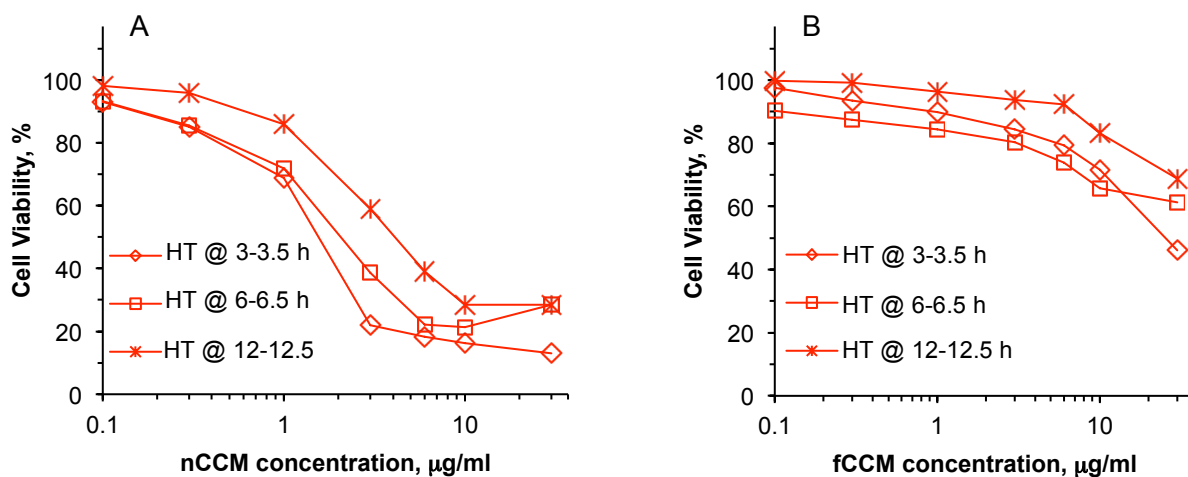 A
Cell Viability, %
100
80
60
40
20
0
HT @ 3-3.5 h
HT @ 6-6.5 h
HT @ 12-12.5
0.1
1
10
nCCM concentration, μg/ml
B
Cell Viability, %
100
80
60
40
20
0
HT @ 3-3.5 h
HT @ 6-6.5 h
HT @ 12-12.5 h
0.1
1
10
fCCM concentration, μg/ml